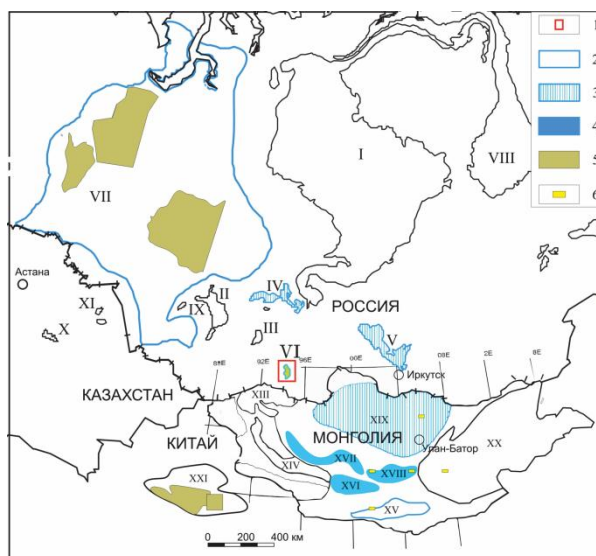 1
2
3
4
5
6
I
VIII
VII
Астана
XI
X
IX
II
IV
III
РОССИЯ
V
VI
88E
92E
96E
Иркутск
2E
8E
КАЗАХСТАН
XIII
XIX
КИТАЙ
МОНГОЛИЯ
Улан-Батор
XX
XIV
XVII
XVIII
XVI
XXI
XV
0 200 400 км